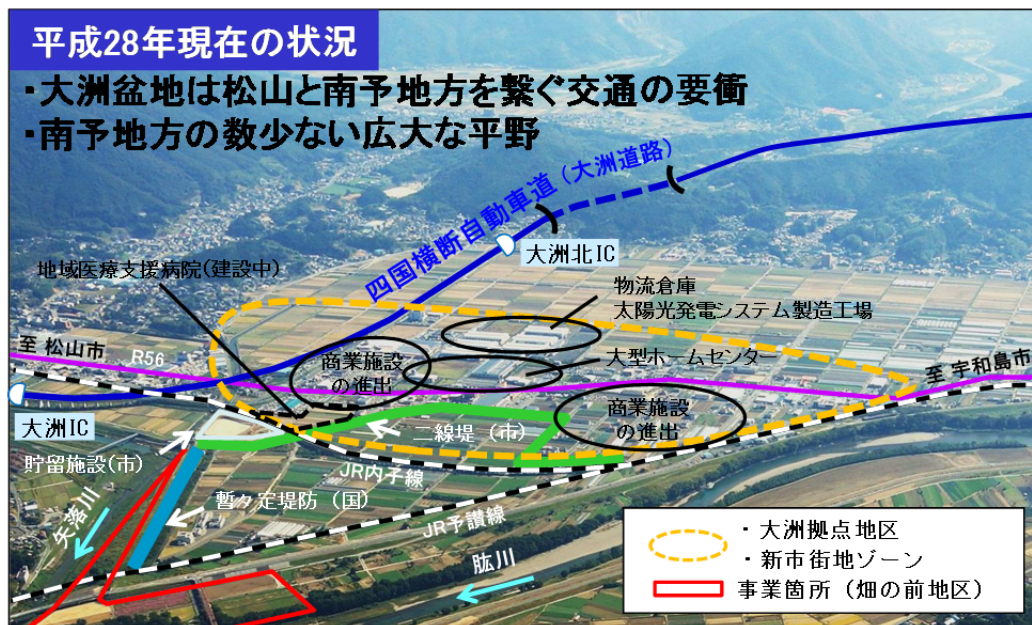 平成28年現在の状況
・大洲盆地は松山と南予地方を繋ぐ交通の要衝
・南予地方の数少ない広大な平野
四国横断自動車道(大洲道路)
大洲北IC
地域医療支援病院(建設中)
物流倉庫
太陽光発電システム製造工場
至 松山市
R56
商業施設
の進出
大型ホームセンター
至 宇和島市
大洲IC
商業施設
の進出
二線堤(市)
貯留施設(市)
JR内子線
暫々定堤防(国)
矢落川
JR予讃線
肱川
・大洲拠点地区
・新市街地ゾーン
事業箇所(畑の前地区)